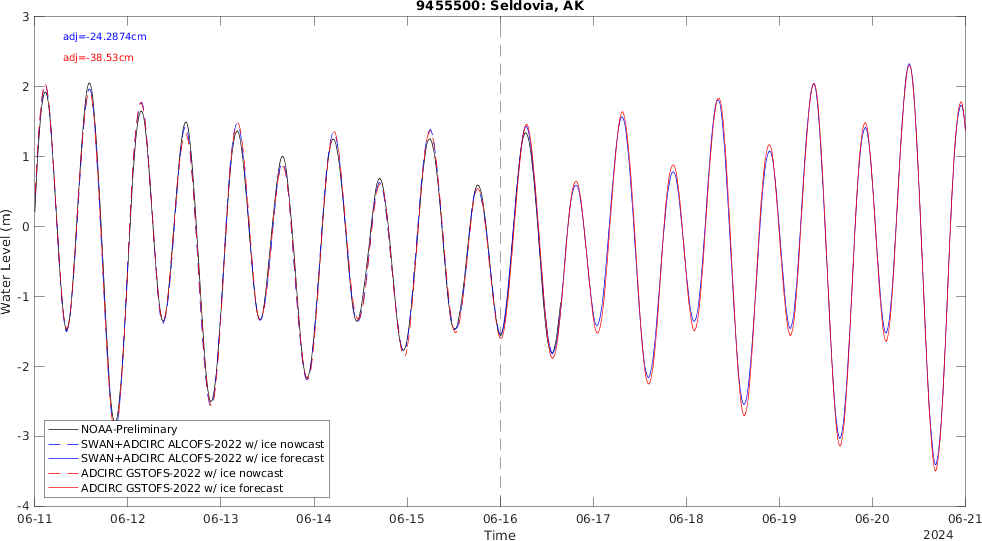 9455500: Seldovia, AK
adj=-24.2874cm
adj=-38.53cm
3
2
1
0
-1
-2
-3
-4
Water Level (m)
NOAA-Preliminary
SWAN+ADCIRC ALCOFS-2022 w/ ice nowcast
SWAN+ADCIRC ALCOFS-2022 w/ ice forecast
ADCIRC GSTOFS-2022 w/ ice nowcast
ADCIRC GSTOFS-2022 w/ ice forecast
06-11 06-12 06-13 06-14 06-15 06-16 06-17 06-18 06-19 06-20 06-21
Time
2024